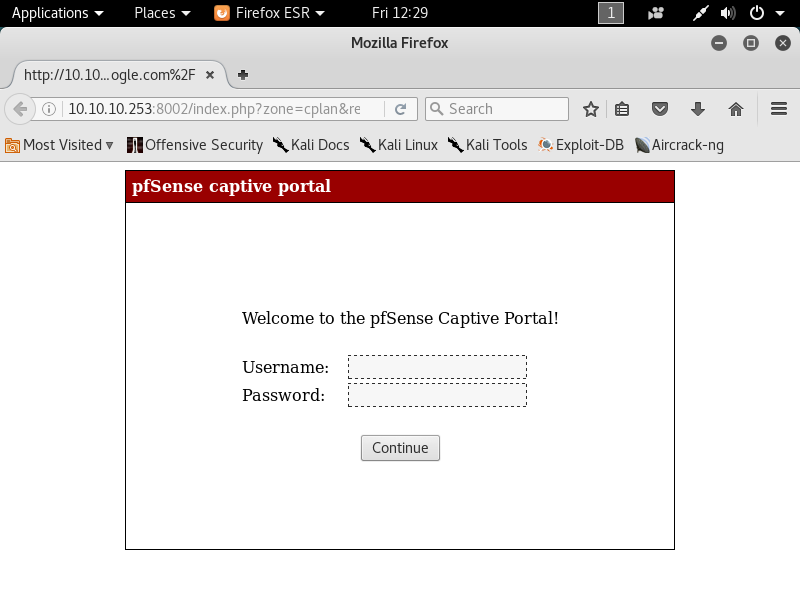 Applications Places Firefox ESR Fri 12:29 1
Mozilla Firefox
http://10.10...ogle.com%2F
10.10.10.253:8002/index.php?zone=cplan&re Search
Most Visited Offensive Security Kali Docs Kali Linux Kali Tools Exploit-DB Aircrack-ng
pfSense captive portal
Welcome to the pfSense Captive Portal!
Username:
Password:
Continue